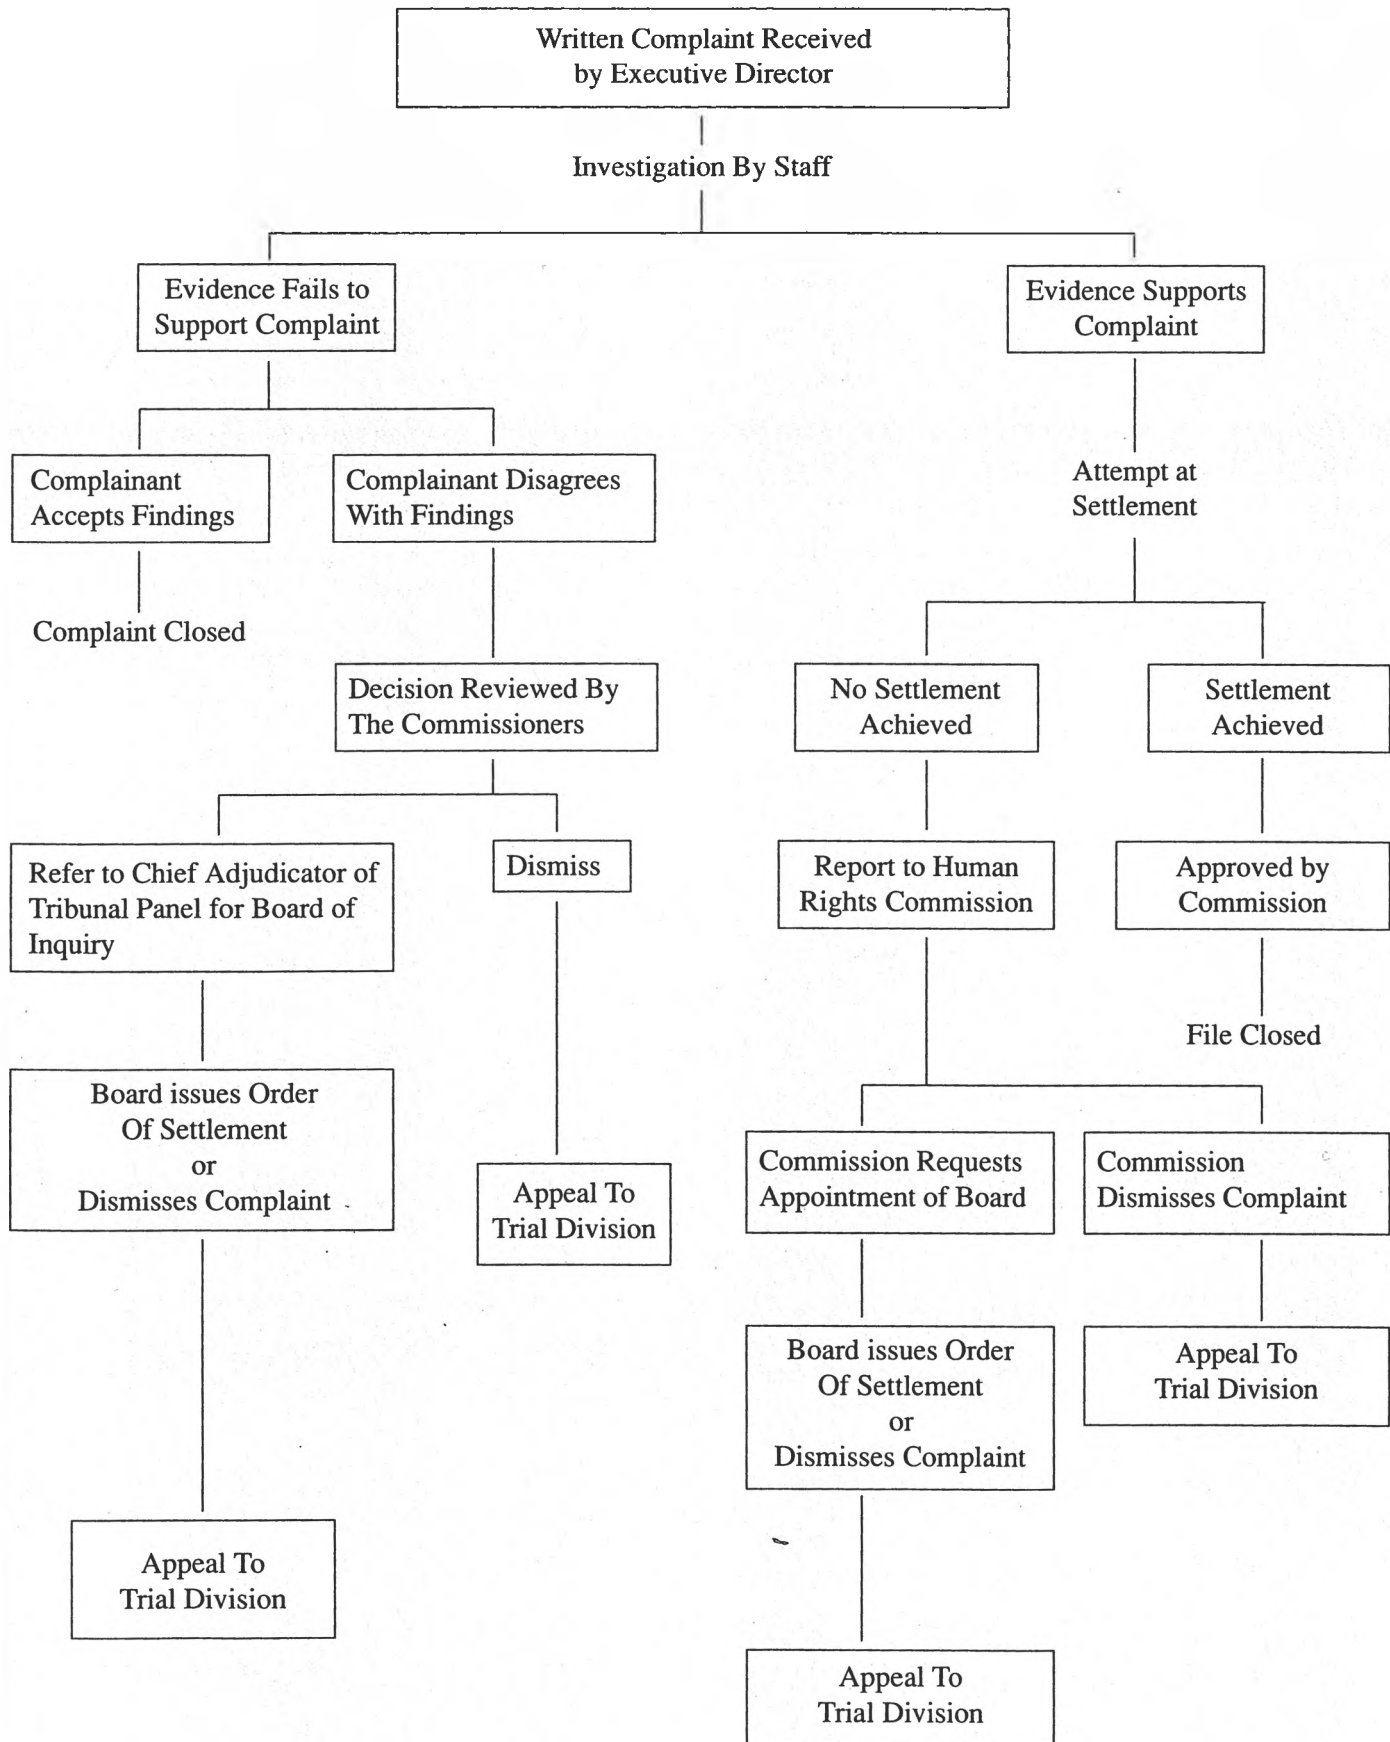 Written Complaint Received
by Executive Director
Investigation By Staff
Evidence Fails to
Support Complaint
Evidence Supports
Complaint
Complainant
Accepts Findings
Complainant Disagrees
With Findings
Attempt at
Settlement
Complaint Closed
Decision Reviewed By
The Commissioners
No Settlement
Achieved
Settlement
Achieved
Refer to Chief Adjudicator of
Tribunal Panel for Board of
Inquiry
Dismiss
Report to Human
Rights Commission
Approved by
Commission
File Closed
Board issues Order
Of Settlement
or
Dismisses Complaint
Appeal To
Trial Division
Commission Requests
Appointment of Board
Commission
Dismisses Complaint
Board issues Order
Of Settlement
or
Dismisses Complaint
Appeal To
Trial Division
Appeal To
Trial Division
Appeal To
Trial Division